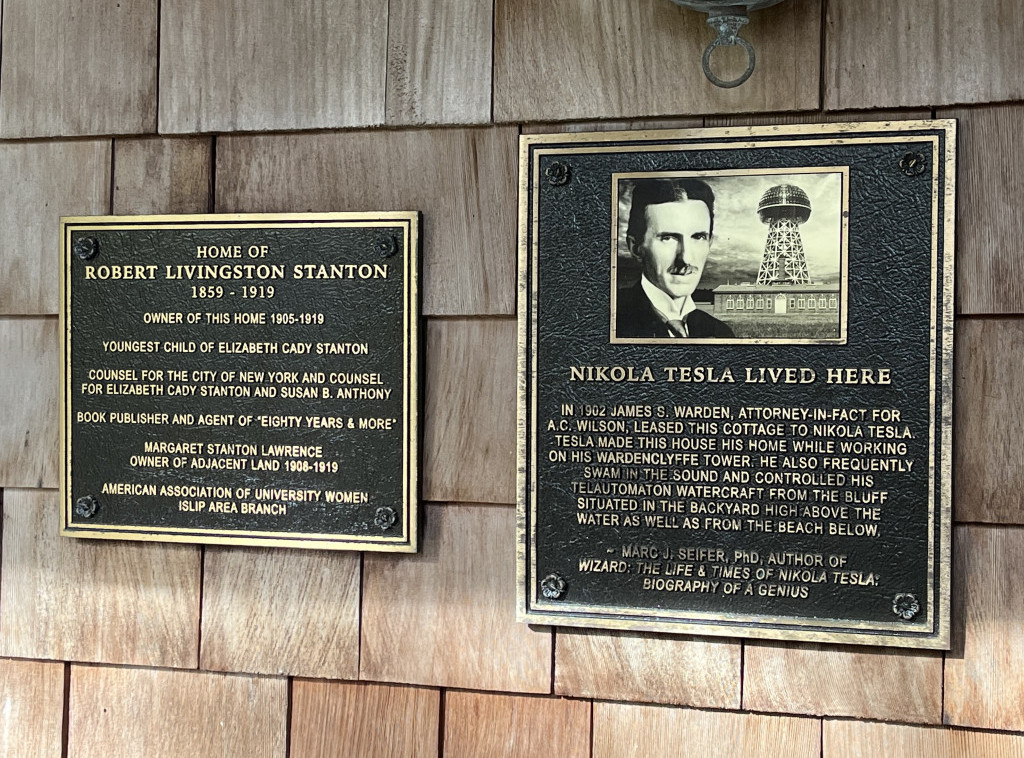 HOME OF
ROBERT LIVINGSTON STANTON
1859 - 1919
OWNER OF THIS HOME 1905-1919
YOUNGEST CHILD OF ELIZABETH CADY STANTON
COUNSEL FOR THE CITY OF NEW YORK AND COUNSEL
FOR ELIZABETH CADY STANTON AND SUSAN B. ANTHONY
BOOK PUBLISHER AND AGENT OF "EIGHTY YEARS & MORE"
MARGARET STANTON LAWRENCE
OWNER OF ADJACENT LAND 1908-1919
AMERICAN ASSOCIATION OF UNIVERSITY WOMEN
ISLIP AREA BRANCH
NIKOLA TESLA LIVED HERE
IN 1902 JAMES S. WARDEN, ATTORNEY-IN-FACT FOR
A.C. WILSON, LEASED THIS COTTAGE TO NIKOLA TESLA.
TESLA MADE THIS HOUSE HIS HOME WHILE WORKING
ON HIS WARDENCLYFFE TOWER. HE ALSO FREQUENTLY
SWAM IN THE SOUND AND CONTROLLED HIS
TELAUTOMATON WATERCRAFT FROM THE BLUFF
SITUATED IN THE BACKYARD HIGH ABOVE THE
WATER AS WELL AS FROM THE BEACH BELOW.
~ MARC J. SEIFER, PhD, AUTHOR OF
WIZARD: THE LIFE & TIMES OF NIKOLA TESLA:
BIOGRAPHY OF A GENIUS